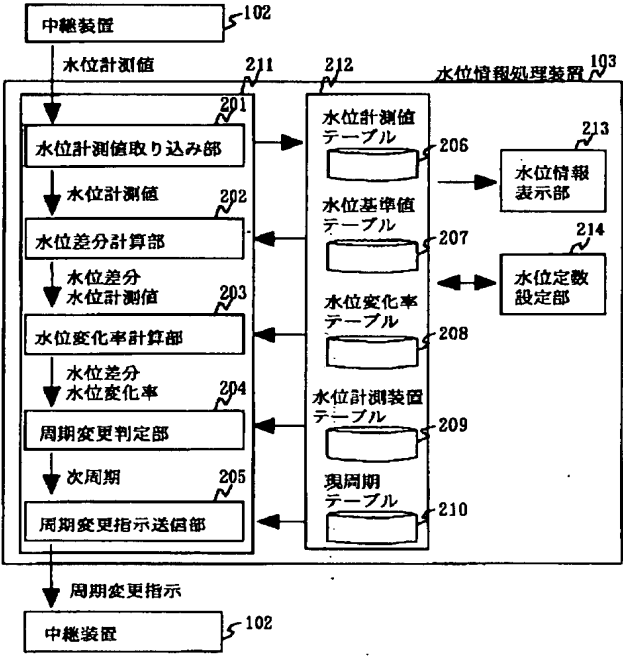 中継装置
102
水位計測値
211
212
水位情報処理装置
103
201
水位計測値取り込み部
水位計測値
テーブル
206
213
水位情報
表示部
水位計測値
202
水位差分計算部
水位基準値
テーブル
207
214
水位定数
設定部
水位差分
水位計測値
203
水位変化率計算部
水位変化率
テーブル
208
水位差分
水位変化率
204
周期変更判定部
水位計測装置
テーブル
209
次周期
205
周期変更指示送信部
現周期
テーブル
210
周期変更指示
中継装置
102